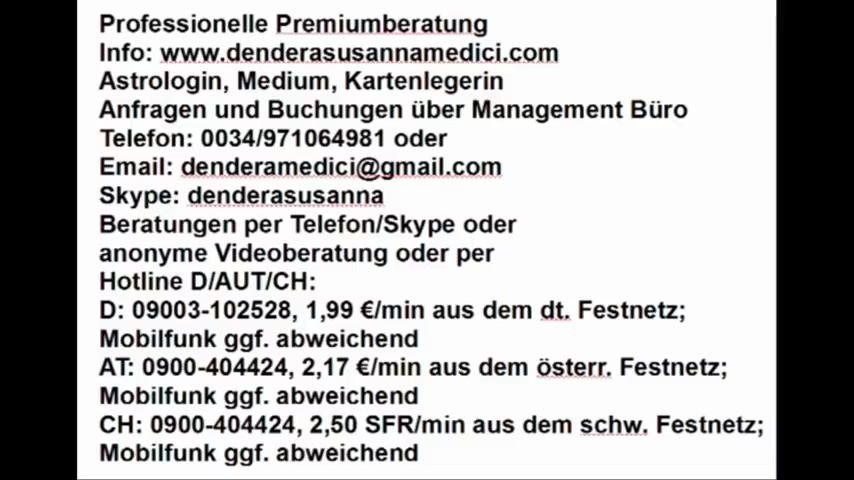 Professionelle Premiumberatung
Info: www.denderasusannamedici.com
Astrologin, Medium, Kartenlegerin
Anfragen und Buchungen über Management Büro
Telefon: 0034/971064981 oder
Email: denderamedici@gmail.com
Skype: denderasusanna
Beratungen per Telefon/Skype oder
anonyme Videoberatung oder per
Hotline D/AUT/CH:
D: 09003-102528, 1,99 €/min aus dem dt. Festnetz;
Mobilfunk ggf. abweichend
AT: 0900-404424, 2,17 €/min aus dem österr. Festnetz;
Mobilfunk ggf. abweichend
CH: 0900-404424, 2,50 SFR/min aus dem schw. Festnetz;
Mobilfunk ggf. abweichend